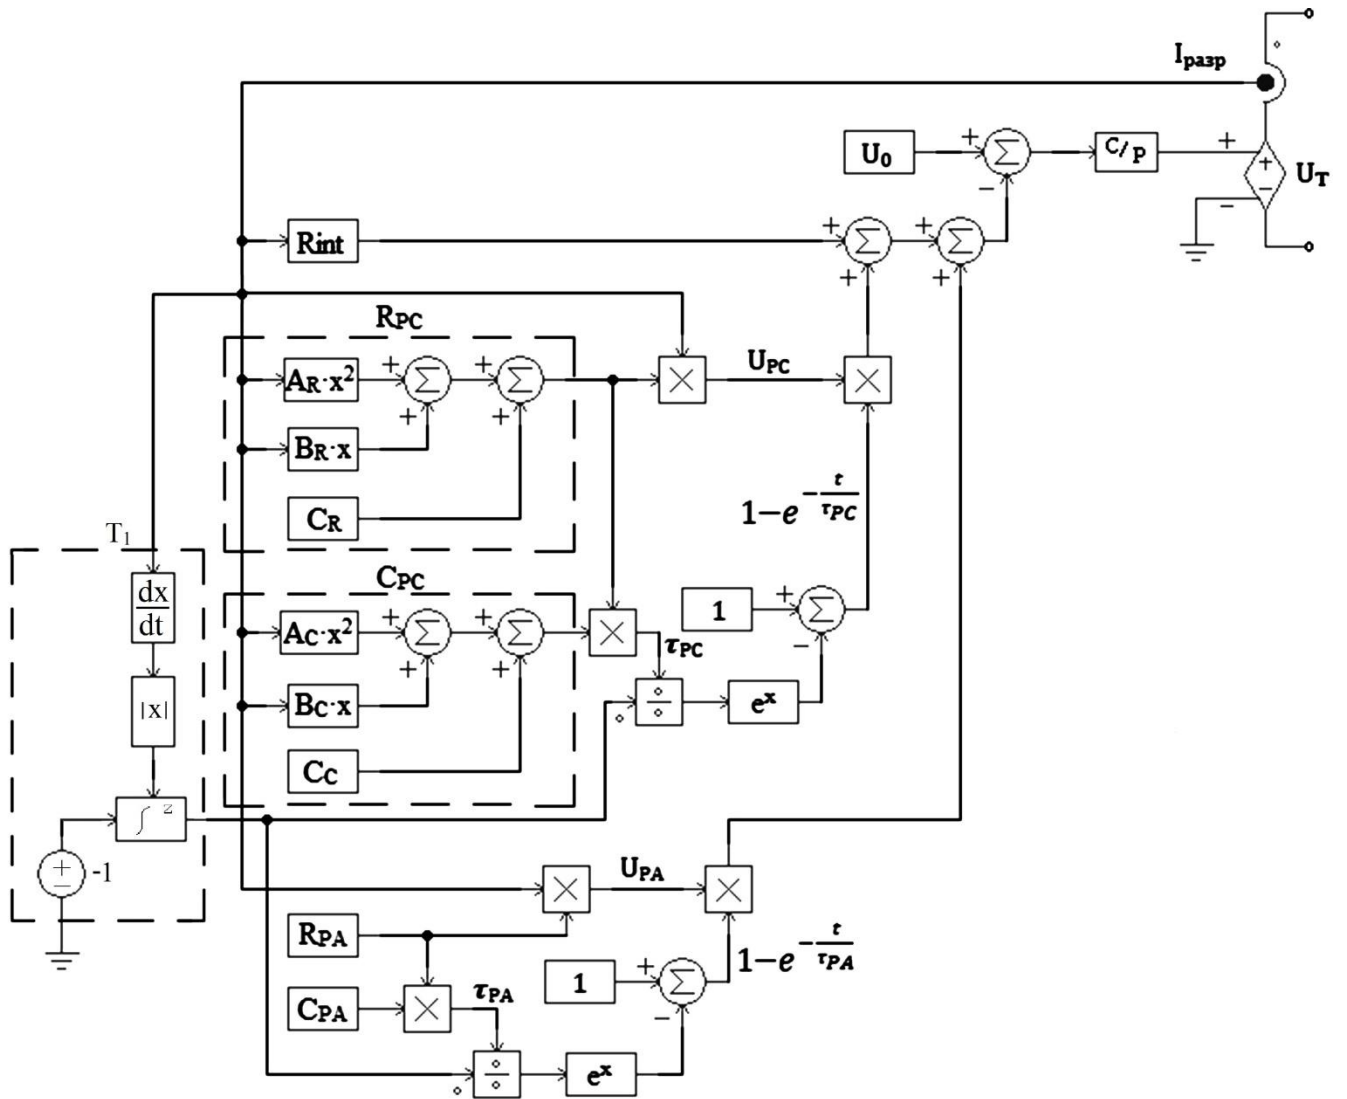 Iразр
U0
+
Σ
−
C/p
+
+
−
−
UT
Rint
+
Σ
+
+
Σ
+
RPC
AR·x²
+
Σ
+
+
Σ
+
×
UPC
×
BR·x
CR
1−e^(−t/τPC)
T1
dx/dt
CPC
AC·x²
+
Σ
+
+
Σ
+
×
τPC
1
+
Σ
−
|x|
BC·x
÷
eˣ
CC
∫ z
+
−
-1
×
UPA
×
RPA
1−e^(−t/τPA)
CPA
×
τPA
1
+
Σ
−
÷
eˣ